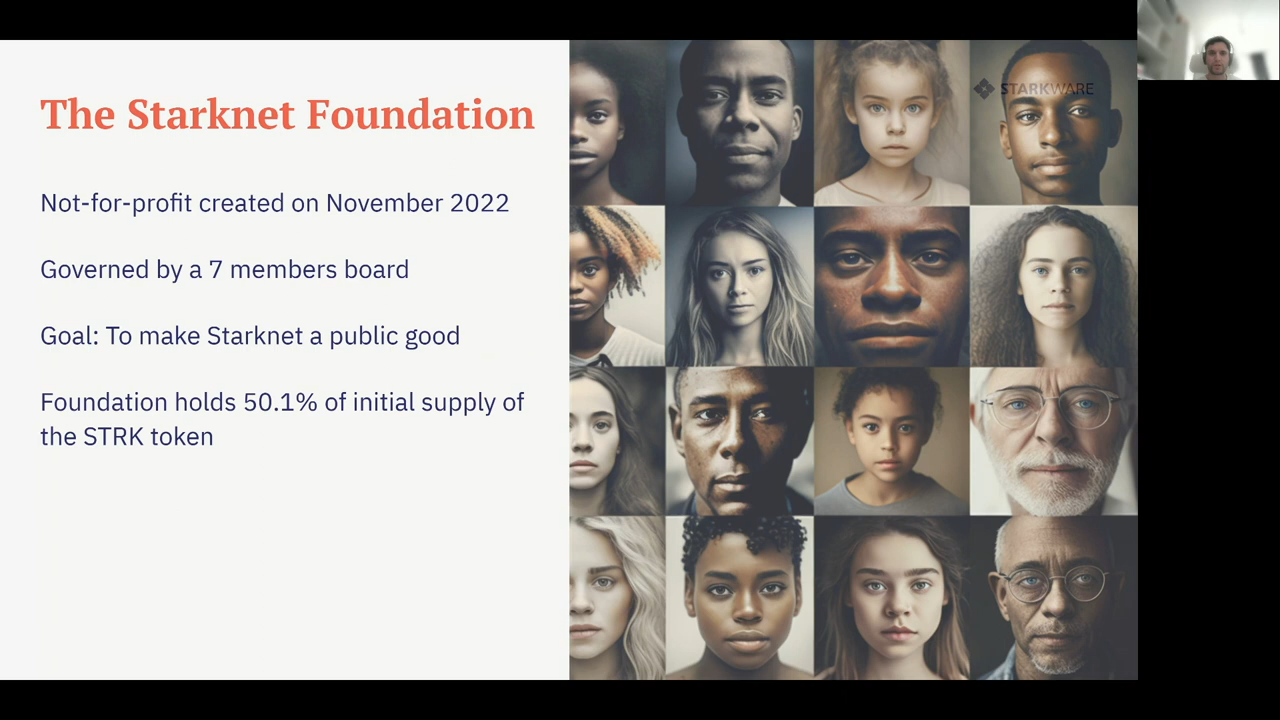 The Starknet Foundation
STARKWARE
Not-for-profit created on November 2022
Governed by a 7 members board
Goal: To make Starknet a public good
Foundation holds 50.1% of initial supply of
the STRK token